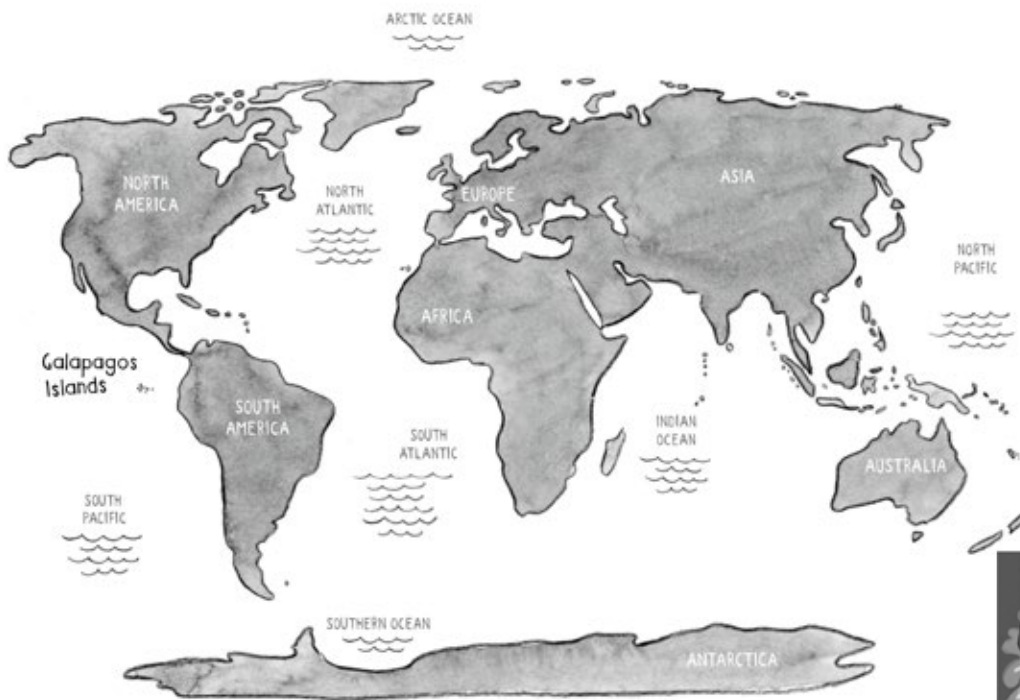 ARCTIC OCEAN
NORTH
AMERICA
NORTH
ATLANTIC
EUROPE
ASIA
NORTH
PACIFIC
AFRICA
Galapagos
Islands
SOUTH
AMERICA
SOUTH
ATLANTIC
INDIAN
OCEAN
AUSTRALIA
SOUTH
PACIFIC
SOUTHERN OCEAN
ANTARCTICA